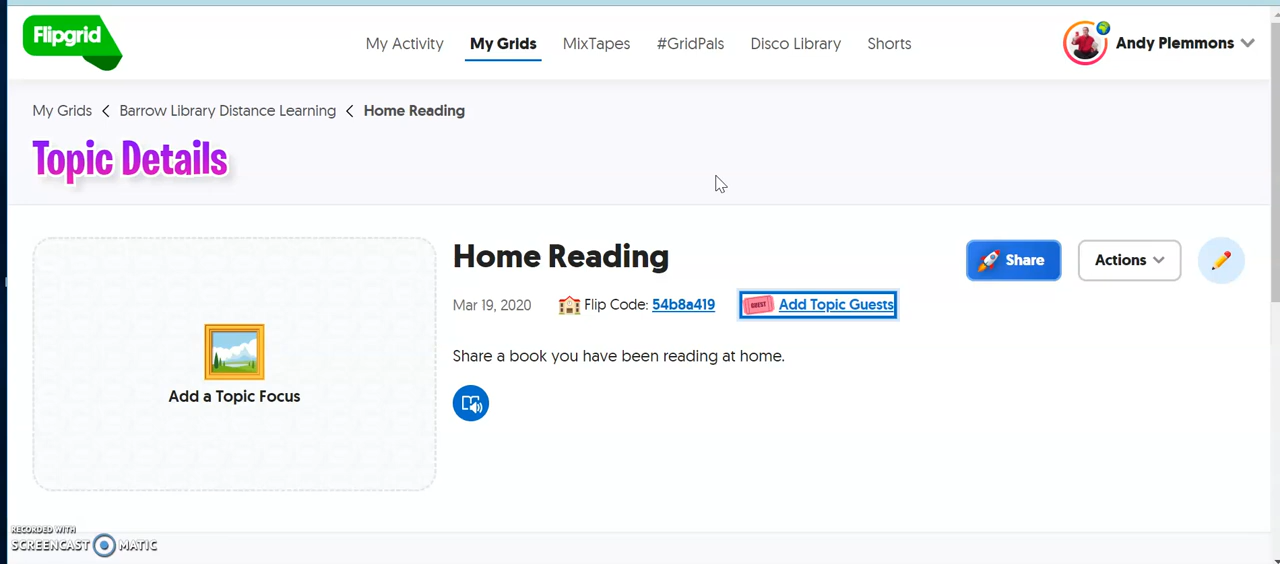 Flipgrid
My Activity My Grids MixTapes #GridPals Disco Library Shorts Andy Plemmons
My Grids Barrow Library Distance Learning Home Reading
Topic Details
Home Reading
Share Actions
Mar 19, 2020 Flip Code: 54b8a419 GUEST Add Topic Guests
Share a book you have been reading at home.
Add a Topic Focus
RECORDED WITH
SCREENCAST MATIC